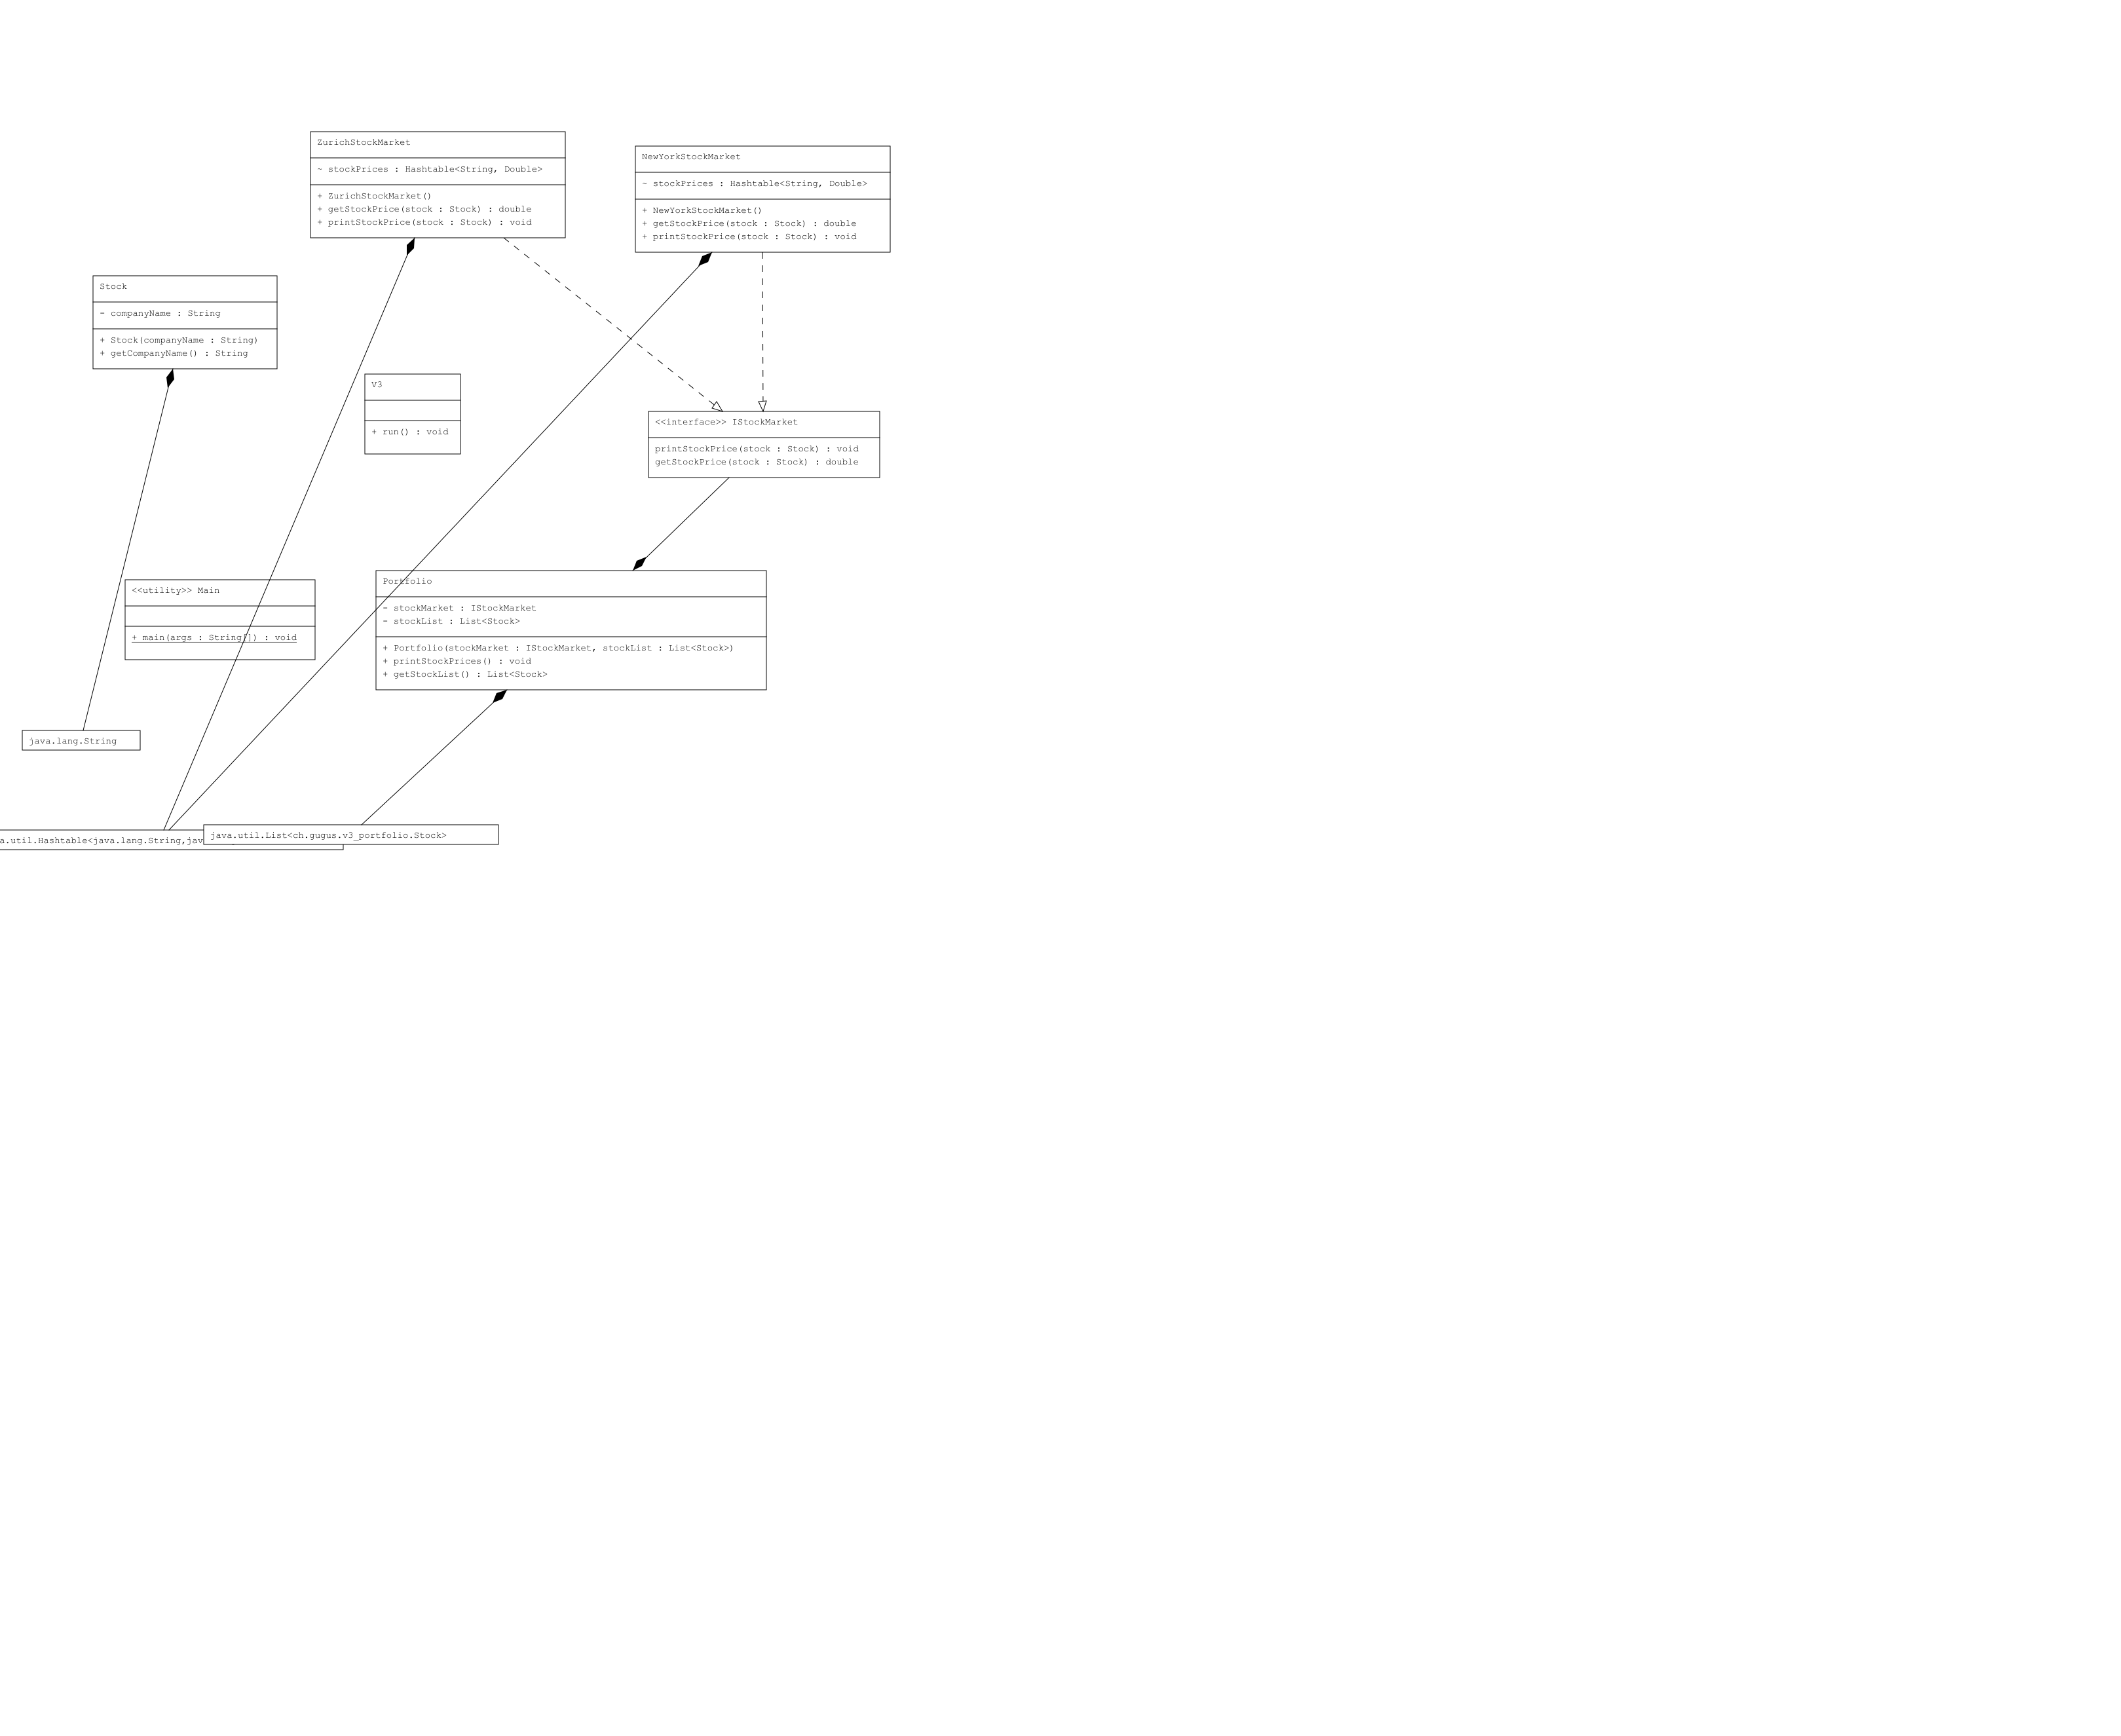 ZurichStockMarket
~ stockPrices : Hashtable<String, Double>
+ ZurichStockMarket()
+ getStockPrice(stock : Stock) : double
+ printStockPrice(stock : Stock) : void
NewYorkStockMarket
~ stockPrices : Hashtable<String, Double>
+ NewYorkStockMarket()
+ getStockPrice(stock : Stock) : double
+ printStockPrice(stock : Stock) : void
Stock
- companyName : String
+ Stock(companyName : String)
+ getCompanyName() : String
V3
+ run() : void
<<interface>> IStockMarket
printStockPrice(stock : Stock) : void
getStockPrice(stock : Stock) : double
<<utility>> Main
+ main(args : String[]) : void
Portfolio
- stockMarket : IStockMarket
- stockList : List<Stock>
+ Portfolio(stockMarket : IStockMarket, stockList : List<Stock>)
+ printStockPrices() : void
+ getStockList() : List<Stock>
java.lang.String
a.util.Hashtable<java.lang.String,jav
java.util.List<ch.gugus.v3_portfolio.Stock>